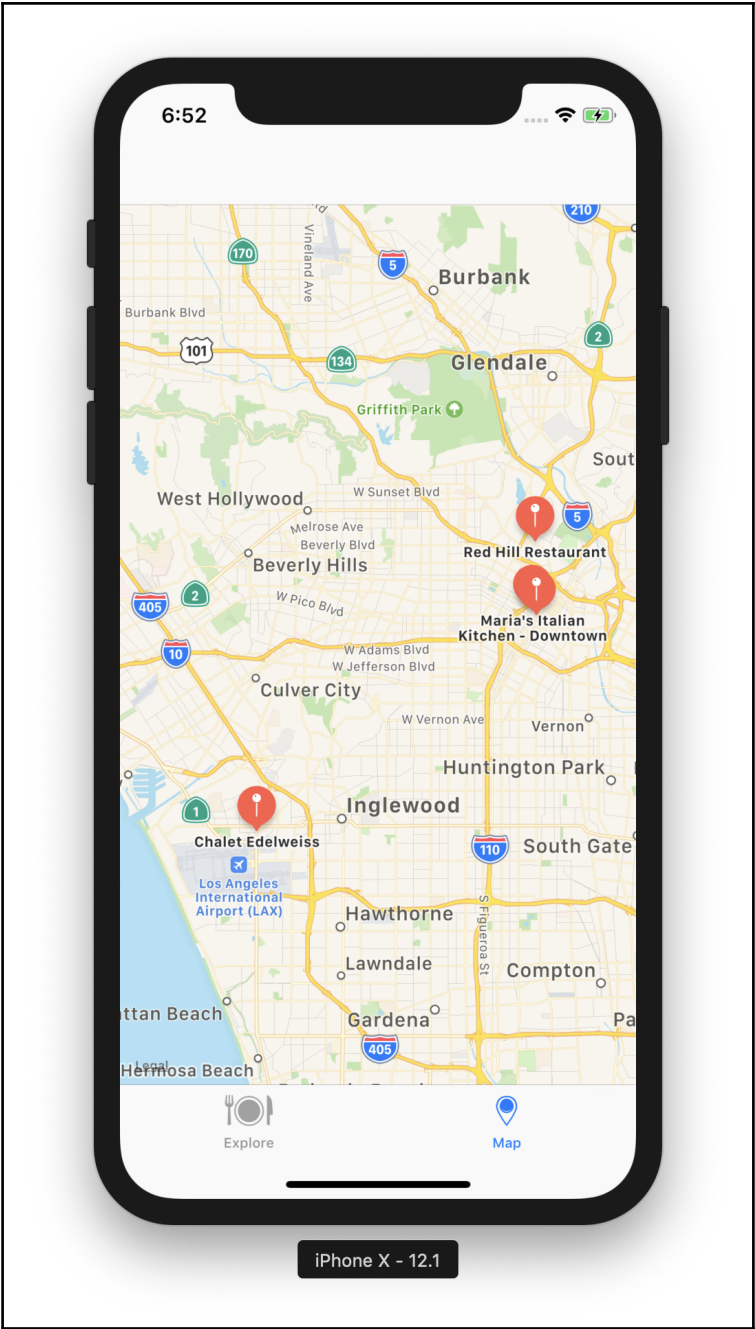 6:52
210
170
Vineland Ave
5
Burbank
Burbank Blvd
2
101
134
Glendale
Griffith Park
Sout
West Hollywood
W Sunset Blvd
5
Melrose Ave
Beverly Blvd
Red Hill Restaurant
Beverly Hills
2
405
W Pico Blvd
Maria's Italian
Kitchen - Downtown
10
W Adams Blvd
W Jefferson Blvd
Culver City
W Vernon Ave
Vernon
Huntington Park
1
Inglewood
Chalet Edelweiss
110
South Gate
Los Angeles
International
Airport (LAX)
Hawthorne
S Figueroa St
Lawndale
Compton
ttan Beach
Gardena
Pa
405
Legal
Hermosa Beach
Explore
Map
iPhone X - 12.1